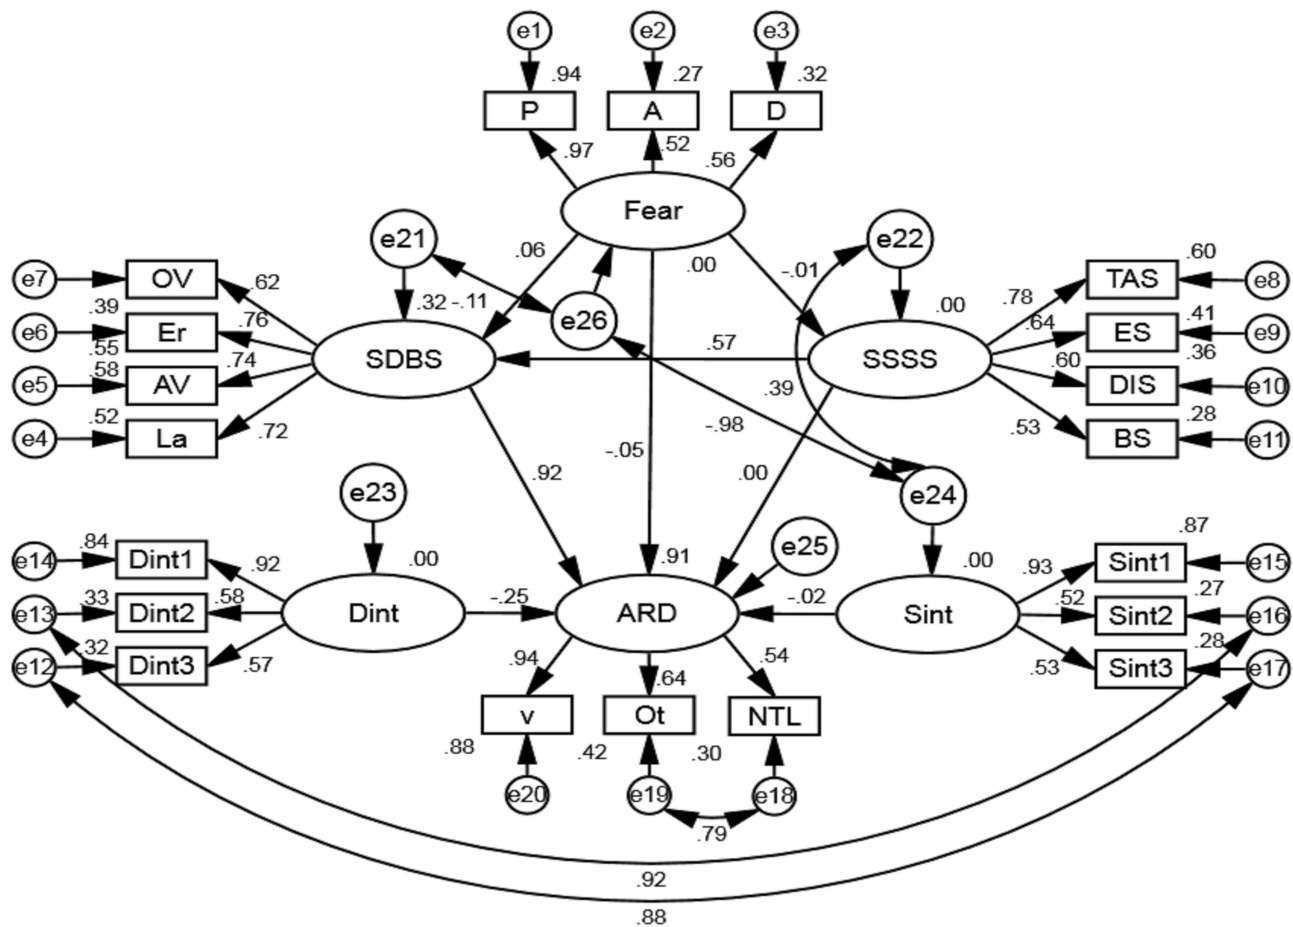 e1 e2 e3
.94 .27 .32
P A D
.97 .52 .56
Fear
e21 e22
.06 .00 -.01 .60
e7 OV .62 TAS e8
.32 -.11 .00 .78
.39 e26 .41
e6 Er .76 .64 ES e9
.55 .36
SDBS .57 SSSS
.58 .74 .60
e5 AV .39 DIS e10
.52 .28
e4 La .72 -.98 .53 BS e11
-.05 .92 .00
e23 e24
.87
.84 e25
e14 Dint1 .92 .00 .91 .00 .93 Sint1 e15
.33 .58 -.25 -.02 .52 .27
e13 Dint2 Dint ARD Sint Sint2 e16
.32 .28
e12 Dint3 .57 .94 .54 .53 Sint3 e17
.64
v Ot NTL
.88 .42 .30
e20 e19 e18
.79
.92
.88